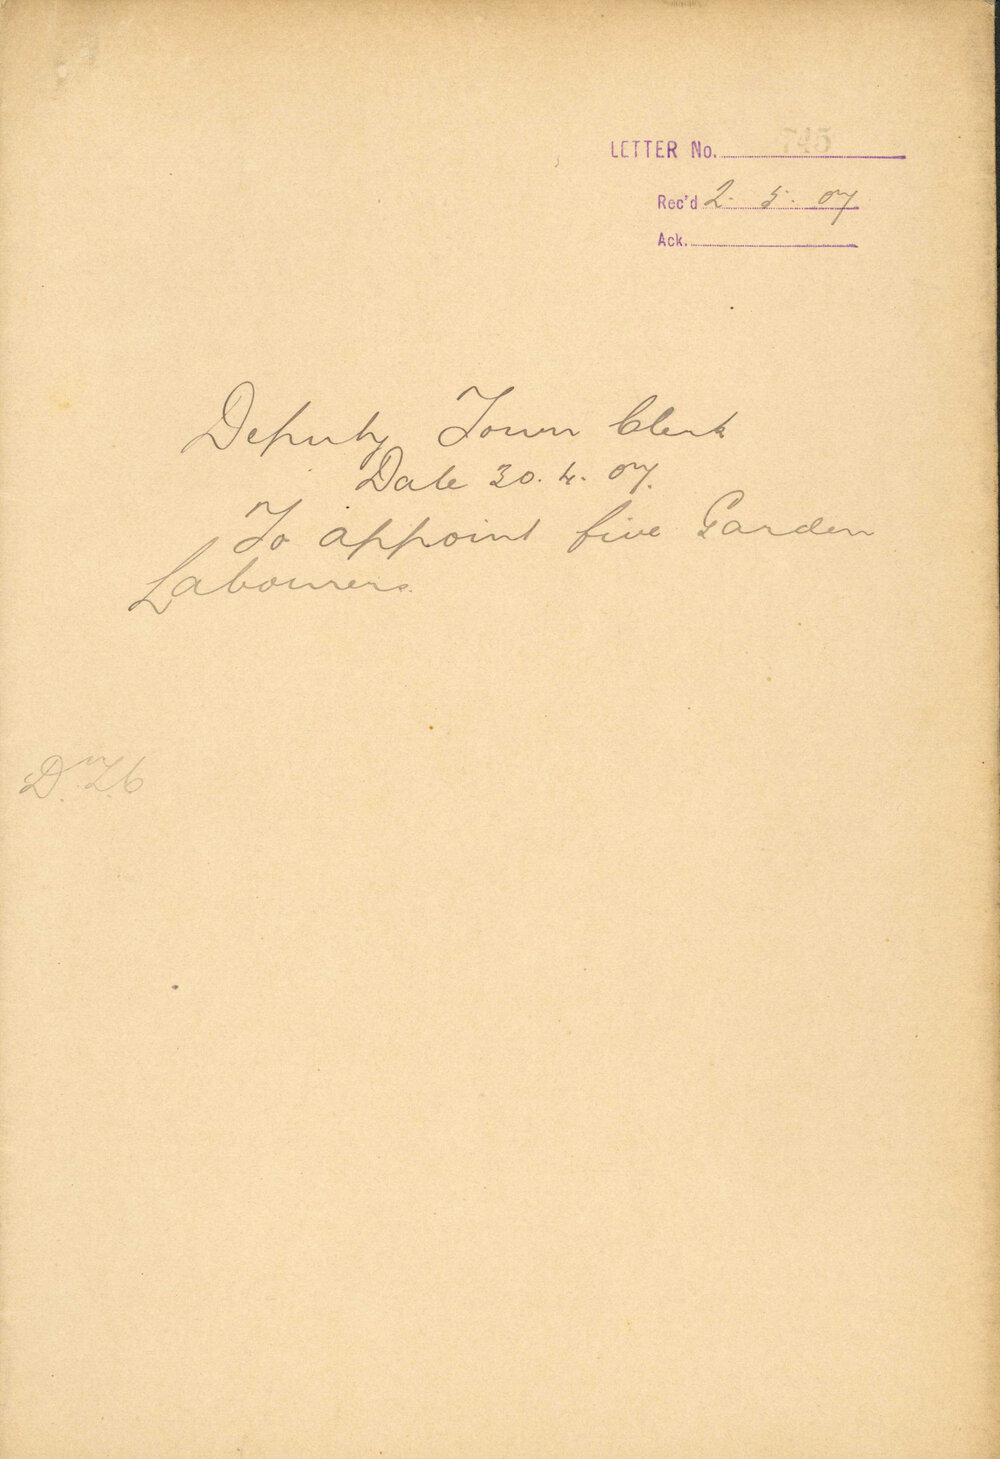 LETTER No. 745
Rec'd 2. 5. 07
Ack.
Deputy Town Clerk
Date 30. 4. 07.
To appoint five Garden
Labourers.